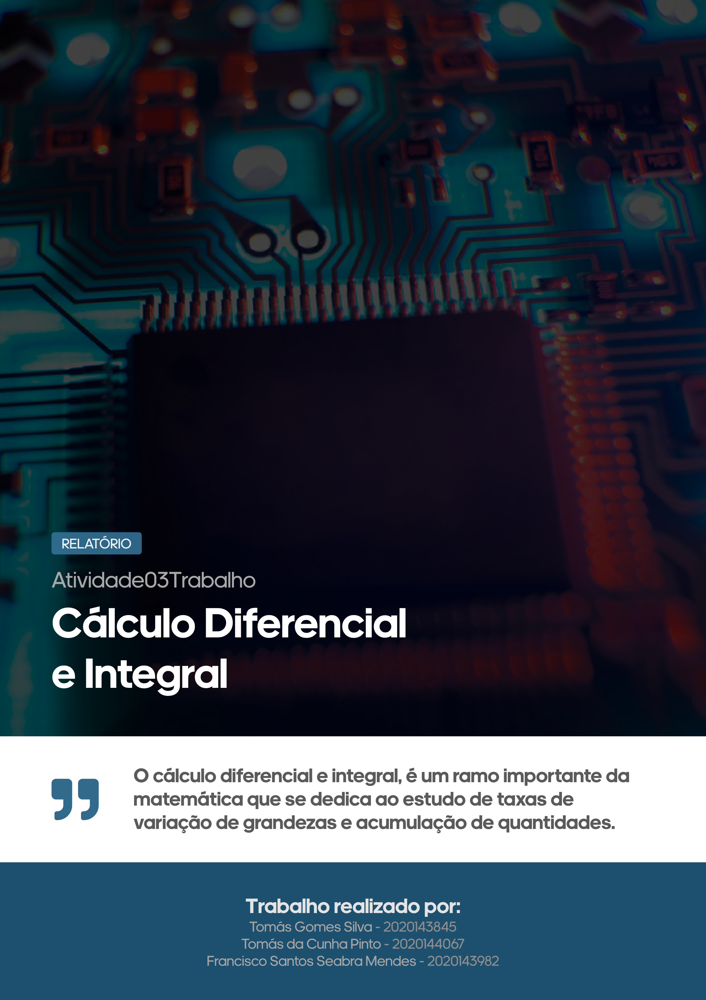 RELATÓRIO
Atividade03Trabalho
Cálculo Diferencial
e Integral
O cálculo diferencial e integral, é um ramo importante da
matemática que se dedica ao estudo de taxas de
variação de grandezas e acumulação de quantidades.
Trabalho realizado por:
Tomás Gomes Silva - 2020143845
Tomás da Cunha Pinto - 2020144067
Francisco Santos Seabra Mendes - 2020143982